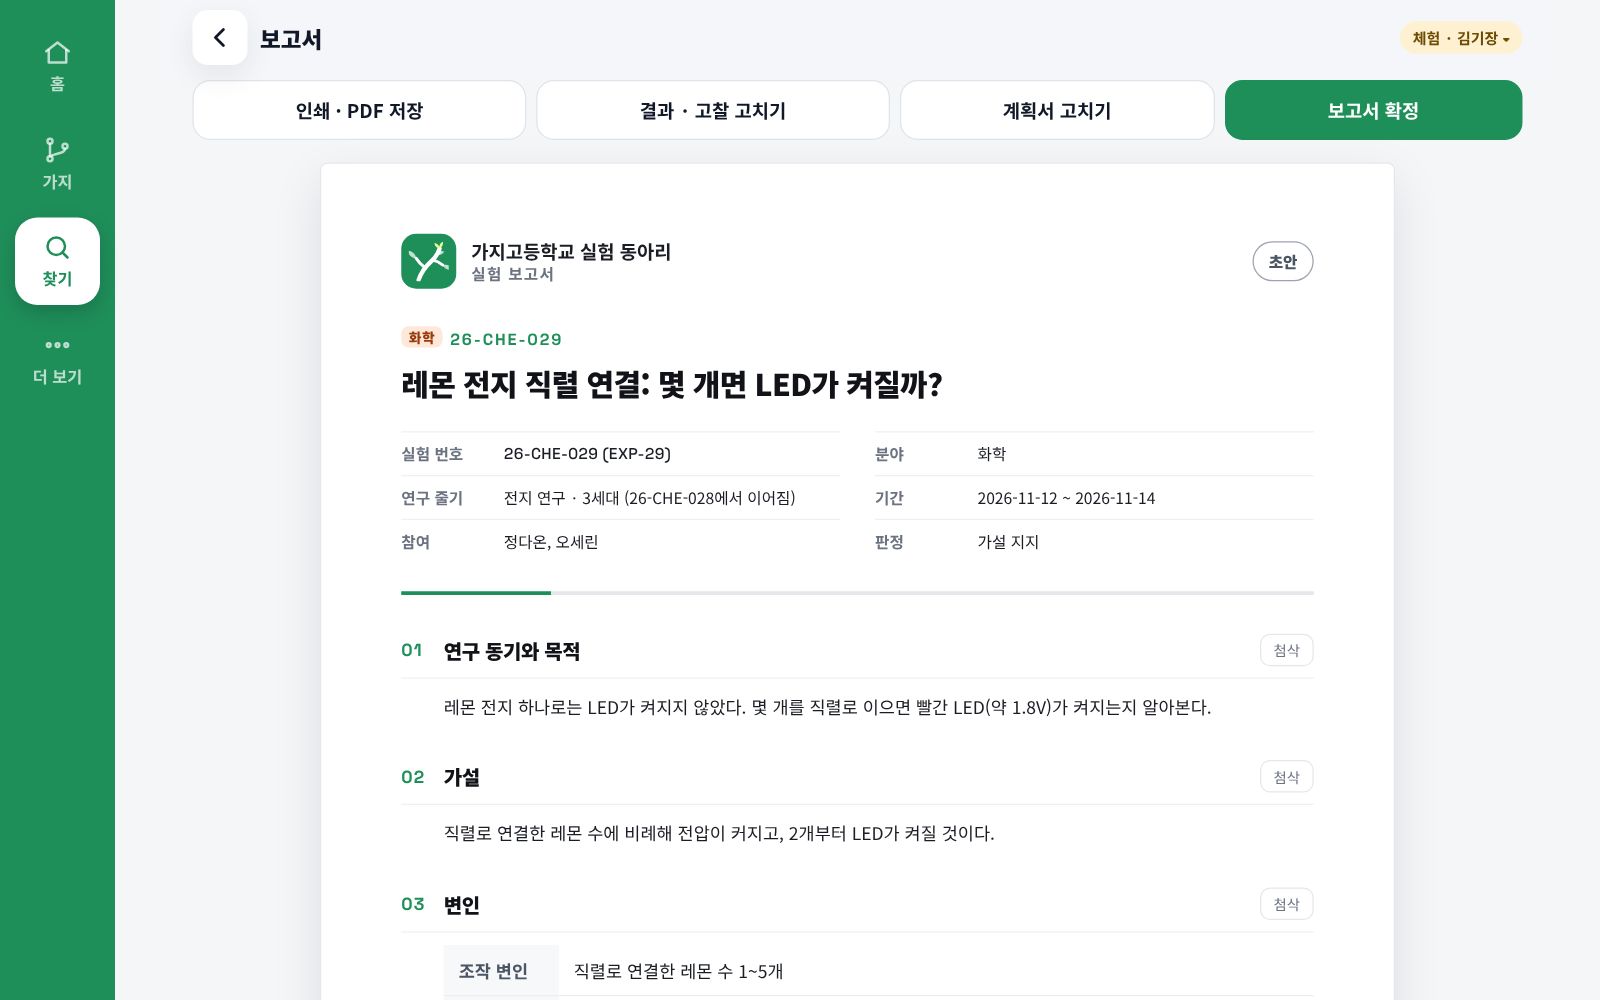 홈
가지
찾기
더 보기
보고서
체험 · 김기장
인쇄 · PDF 저장
결과 · 고찰 고치기
계획서 고치기
보고서 확정
가지고등학교 실험 동아리
실험 보고서
초안
화학 26-CHE-029
레몬 전지 직렬 연결: 몇 개면 LED가 켜질까?
실험 번호 26-CHE-029 (EXP-29)
분야 화학
연구 줄기 전지 연구 · 3세대 (26-CHE-028에서 이어짐)
기간 2026-11-12 ~ 2026-11-14
참여 정다온, 오세린
판정 가설 지지
01 연구 동기와 목적 첨삭
레몬 전지 하나로는 LED가 켜지지 않았다. 몇 개를 직렬로 이으면 빨간 LED(약 1.8V)가 켜지는지 알아본다.
02 가설 첨삭
직렬로 연결한 레몬 수에 비례해 전압이 커지고, 2개부터 LED가 켜질 것이다.
03 변인 첨삭
조작 변인 직렬로 연결한 레몬 수 1~5개